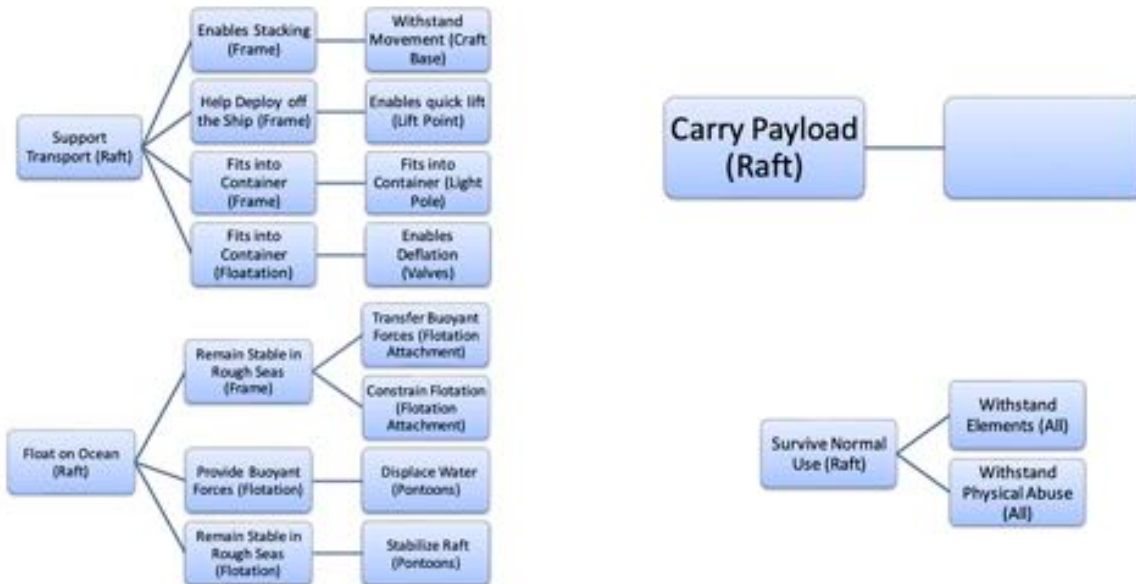 Enables Stacking
(Frame)
Withstand
Movement (Craft
Base)
Help Deploy off
the Ship (Frame)
Enables quick lift
(Lift Point)
Support
Transport (Raft)
Fits into
Container
(Frame)
Fits into
Container (Light
Pole)
Fits into
Container
(Floatation)
Enables
Deflation
(Valves)
Carry Payload
(Raft)
Transfer Buoyant
Forces (Flotation
Attachment)
Remain Stable in
Rough Seas
(Frame)
Constrain Flotation
(Flotation
Attachment)
Float on Ocean
(Raft)
Provide Buoyant
Forces (Flotation)
Displace Water
(Pontoons)
Remain Stable in
Rough Seas
(Flotation)
Stabilize Raft
(Pontoons)
Survive Normal
Use (Raft)
Withstand
Elements (All)
Withstand
Physical Abuse
(All)